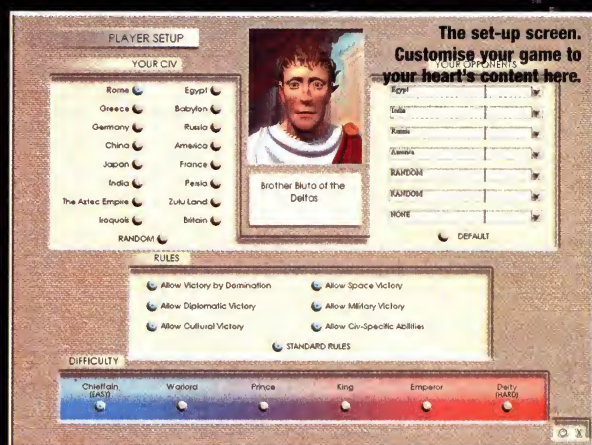 The set-up screen.
Customise your game to
your heart's content here.
PLAYER SETUP
YOUR CIV
Rome Egypt
Greece Babylon
Germany Russia
China America
Japan France
India Persia
The Aztec Empire Zulu Land
Iroquois Britain
RANDOM
Brother Bluto of the
Deltas
YOUR OPPONENTS
Egypt
India
Russia
America
RANDOM
RANDOM
NONE
DEFAULT
RULES
Allow Victory by Domination Allow Space Victory
Allow Diplomatic Victory Allow Military Victory
Allow Cultural Victory Allow Civ-Specific Abilities
STANDARD RULES
DIFFICULTY
Chieftain Warlord Prince King Emperor Deity
(EASY) (HARD)